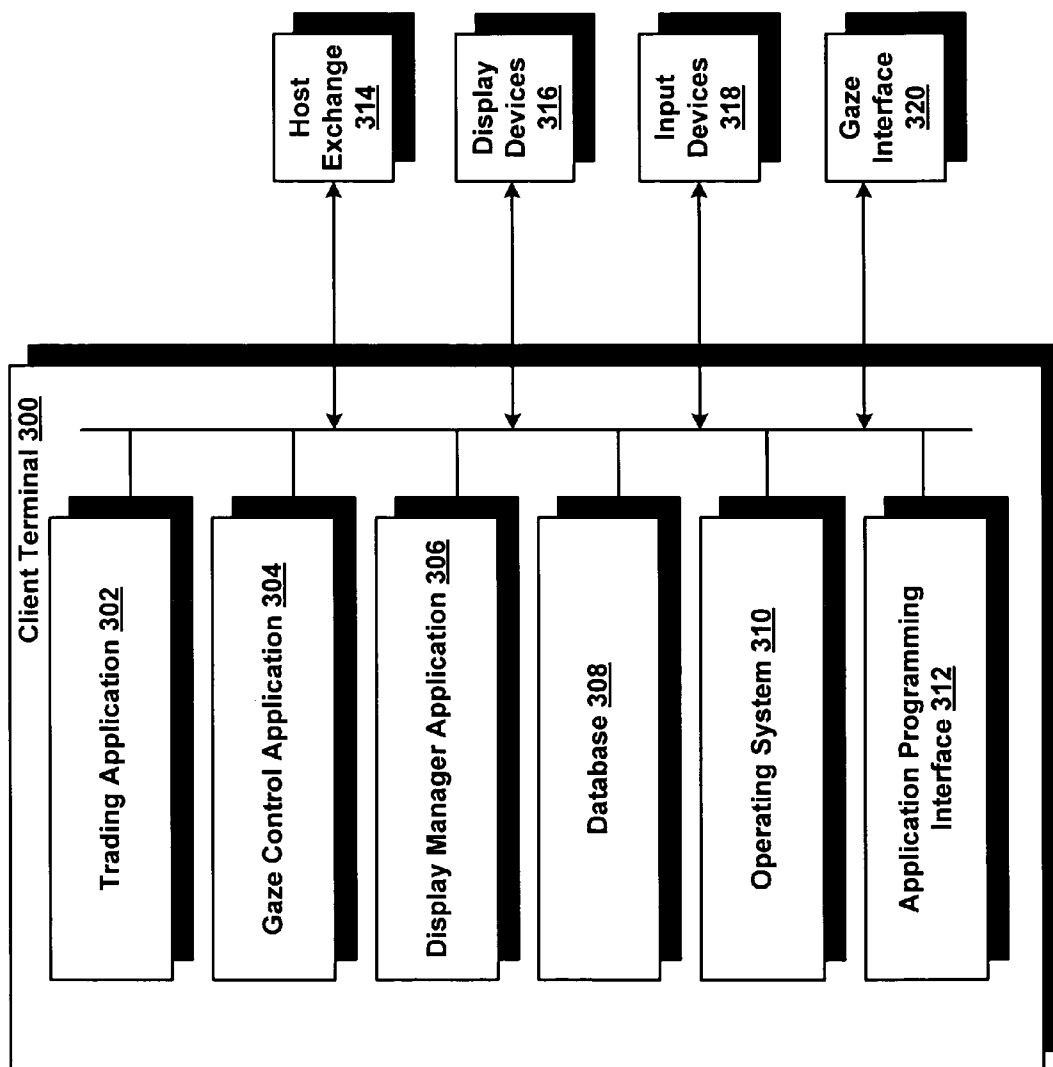 Client Terminal 300
Trading Application 302
Gaze Control Application 304
Display Manager Application 306
Database 308
Operating System 310
Application Programming
Interface 312
Host
Exchange
314
Display
Devices
316
Input
Devices
318
Gaze
Interface
320